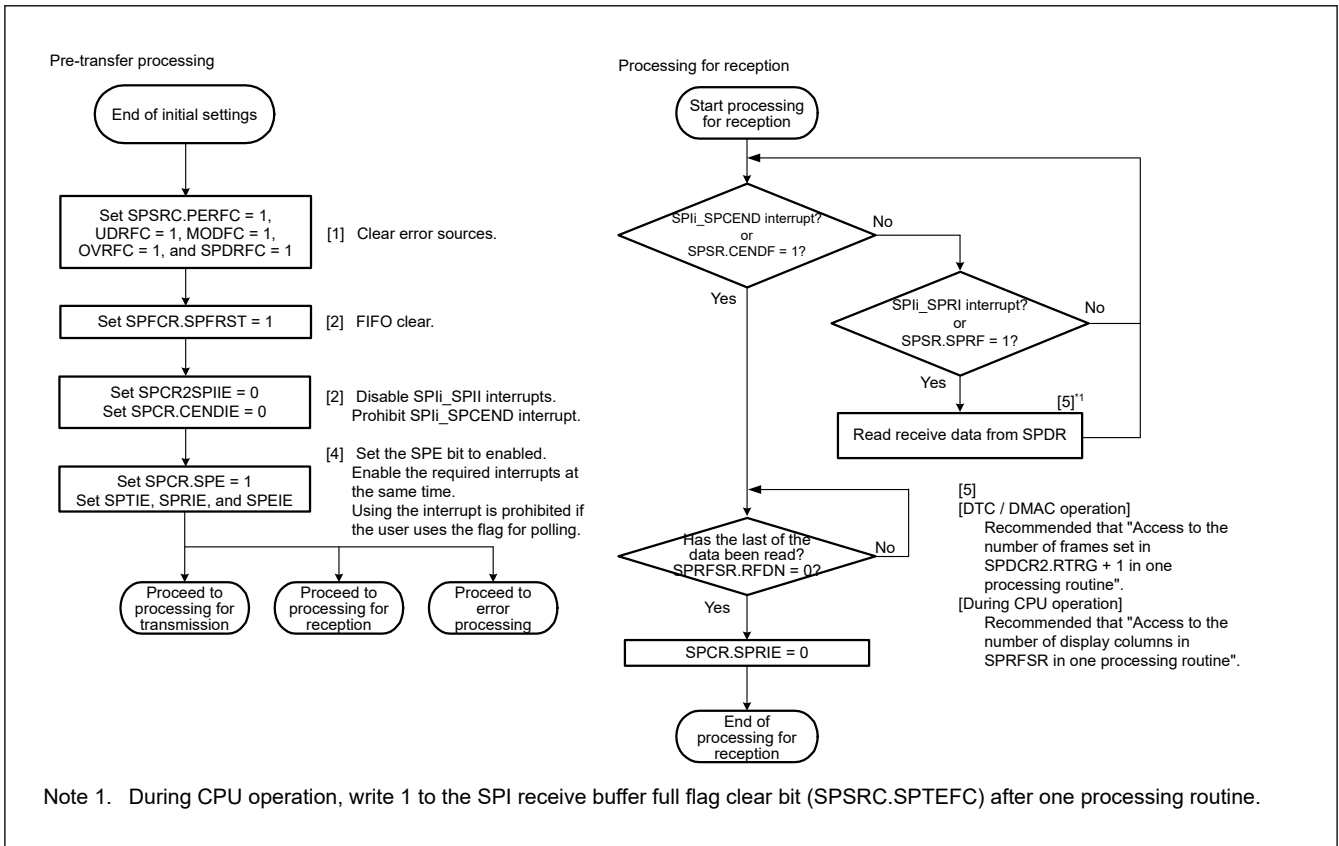 Pre-transfer processing
End of initial settings
Set SPSRC.PERFC = 1,
UDRFC = 1, MODFC = 1,
OVRFC = 1, and SPDRFC = 1
[1] Clear error sources.
Set SPFCR.SPFRST = 1
[2] FIFO clear.
Set SPCR2SPIIE = 0
Set SPCR.CENDIE = 0
[2] Disable SPIi_SPII interrupts.
Prohibit SPIi_SPCEND interrupt.
Set SPCR.SPE = 1
Set SPTIE, SPRIE, and SPEIE
[4] Set the SPE bit to enabled.
Enable the required interrupts at
the same time.
Using the interrupt is prohibited if
the user uses the flag for polling.
Proceed to
processing for
transmission
Proceed to
processing for
reception
Proceed to
error
processing
Processing for reception
Start processing
for reception
SPIi_SPCEND interrupt?
or
SPSR.CENDF = 1?
No
Yes
SPIi_SPRI interrupt?
or
SPSR.SPRF = 1?
No
Yes
[5]*1
Read receive data from SPDR
Has the last of the
data been read?
SPRFSR.RFDN = 0?
No
Yes
SPCR.SPRIE = 0
End of
processing for
reception
[5]
[DTC / DMAC operation]
Recommended that "Access to the
number of frames set in
SPDCR2.RTRG + 1 in one
processing routine".
[During CPU operation]
Recommended that "Access to the
number of display columns in
SPRFSR in one processing routine".
Note 1. During CPU operation, write 1 to the SPI receive buffer full flag clear bit (SPSRC.SPTEFC) after one processing routine.